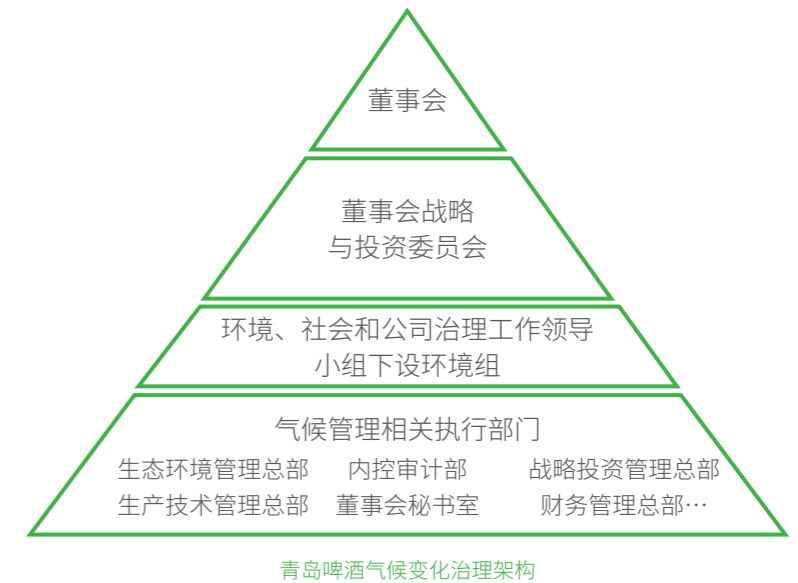 董事会
董事会战略
与投资委员会
环境、社会和公司治理工作领导
小组下设环境组
气候管理相关执行部门
生态环境管理总部 内控审计部 战略投资管理总部
生产技术管理总部 董事会秘书室 财务管理总部…
青岛啤酒气候变化治理架构